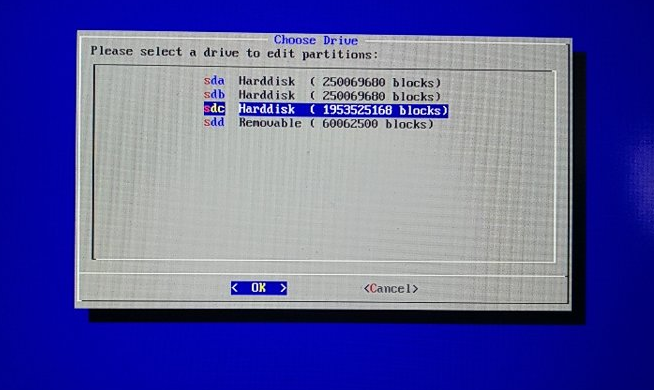 Choose Drive
Please select a drive to edit partitions:
sda Harddisk ( 250069680 blocks)
sdb Harddisk ( 250069680 blocks)
sdc Harddisk ( 1953525168 blocks)
sdd Removable ( 60062500 blocks)
< OK > <Cancel>